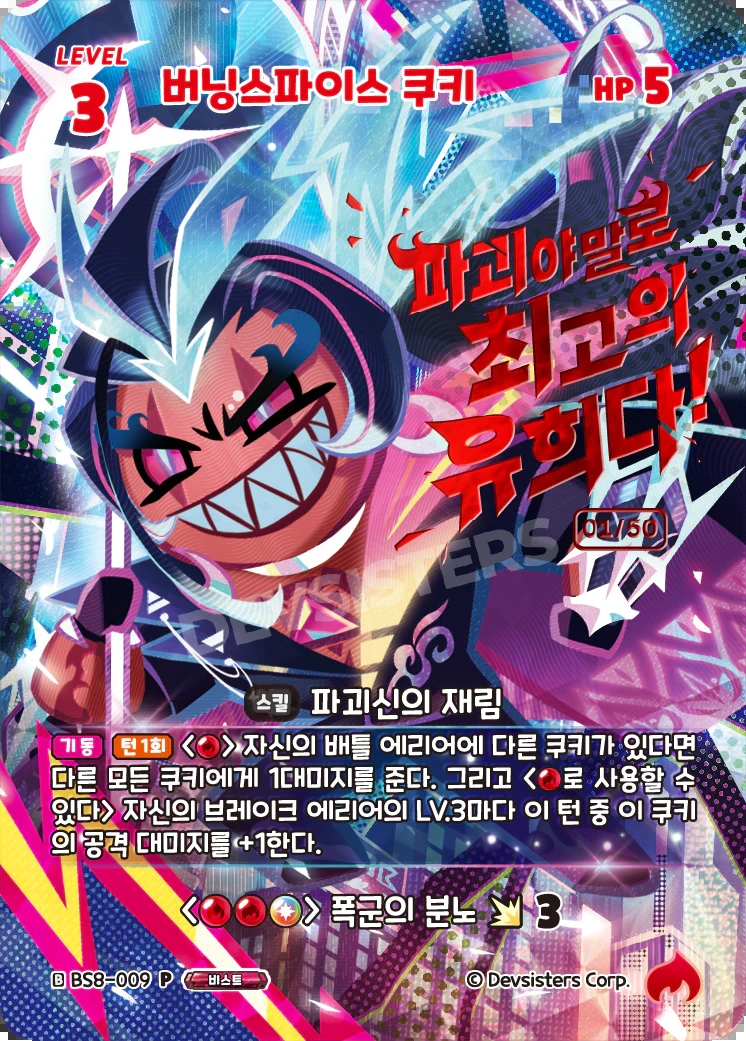 LEVEL
3
버닝스파이스 쿠키
HP 5
파괴야말로
최고의
유희다!
01/50
DEVSISTERS
스킬 파괴신의 재림
기동 턴1회 < > 자신의 배틀 에리어에 다른 쿠키가 있다면
다른 모든 쿠키에게 1대미지를 준다. 그리고 < 로 사용할 수
있다> 자신의 브레이크 에리어의 LV.3마다 이 턴 중 이 쿠키
의 공격 대미지를 +1한다.
< > 폭군의 분노 3
B BS8-009 P 비스트
© Devsisters Corp.